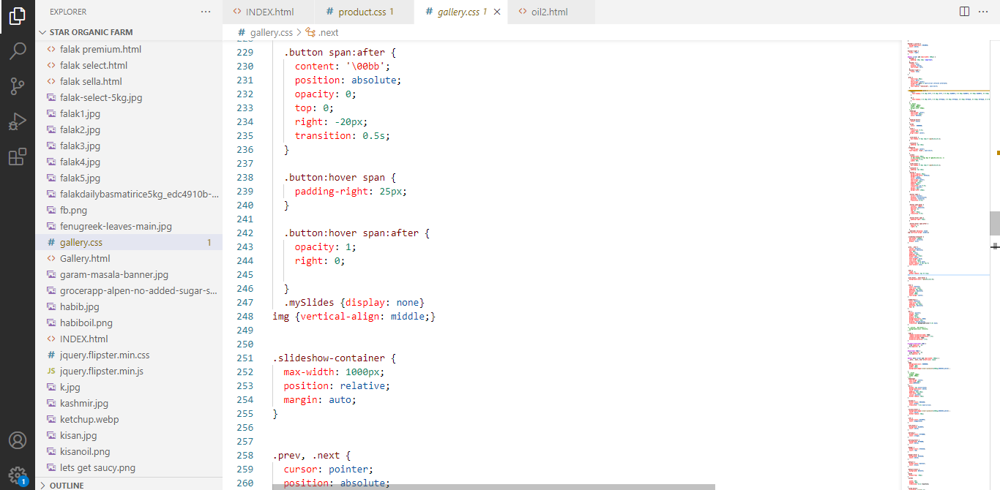 EXPLORER
STAR ORGANIC FARM
falak premium.html
falak select.html
falak sella.html
falak-select-5kg.jpg
falak1.jpg
falak2.jpg
falak3.jpg
falak4.jpg
falak5.jpg
falakdailybasmatirice5kg_edc4910b-...
fb.png
fenugreek-leaves-main.jpg
# gallery.css 1
Gallery.html
garam-masala-banner.jpg
grocerapp-alpen-no-added-sugar-s...
habib.jpg
habiboil.png
INDEX.html
# jquery.flipster.min.css
JS jquery.flipster.min.js
k.jpg
kashmir.jpg
ketchup.webp
kisan.jpg
kisanoil.png
lets get saucy.png
OUTLINE
1
INDEX.html # product.css 1 # gallery.css 1 oil2.html
# gallery.css > .next
229 .button span:after {
230 content: '\00bb';
231 position: absolute;
232 opacity: 0;
233 top: 0;
234 right: -20px;
235 transition: 0.5s;
236 }
237
238 .button:hover span {
239 padding-right: 25px;
240 }
241
242 .button:hover span:after {
243 opacity: 1;
244 right: 0;
245
246 }
247 .mySlides {display: none}
248 img {vertical-align: middle;}
249
250
251 .slideshow-container {
252 max-width: 1000px;
253 position: relative;
254 margin: auto;
255 }
256
257
258 .prev, .next {
259 cursor: pointer;
260 position: absolute;